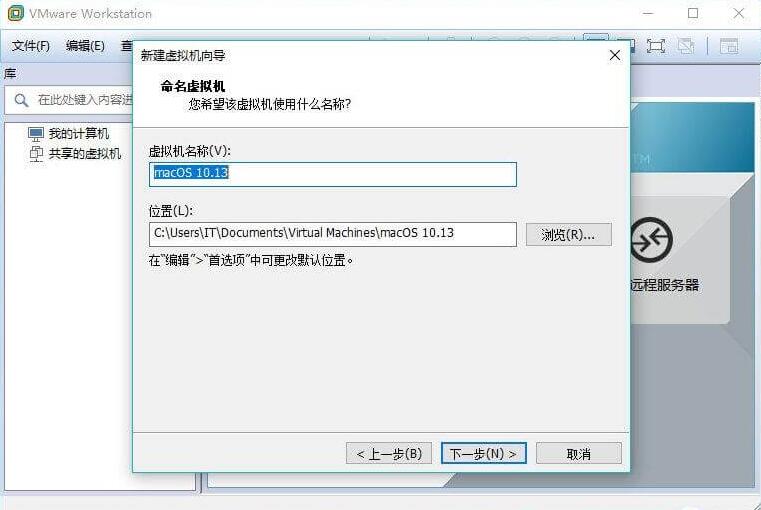 VMware Workstation
文件(F) 编辑(E) 查
库
在此处键入内容进
我的计算机
共享的虚拟机
新建虚拟机向导
命名虚拟机
您希望该虚拟机使用什么名称?
虚拟机名称(V):
macOS 10.13
位置(L):
C:\Users\IT\Documents\Virtual Machines\macOS 10.13
浏览(R)...
在“编辑”>“首选项”中可更改默认位置。
< 上一步(B)
下一步(N) >
取消
TM
远程服务器